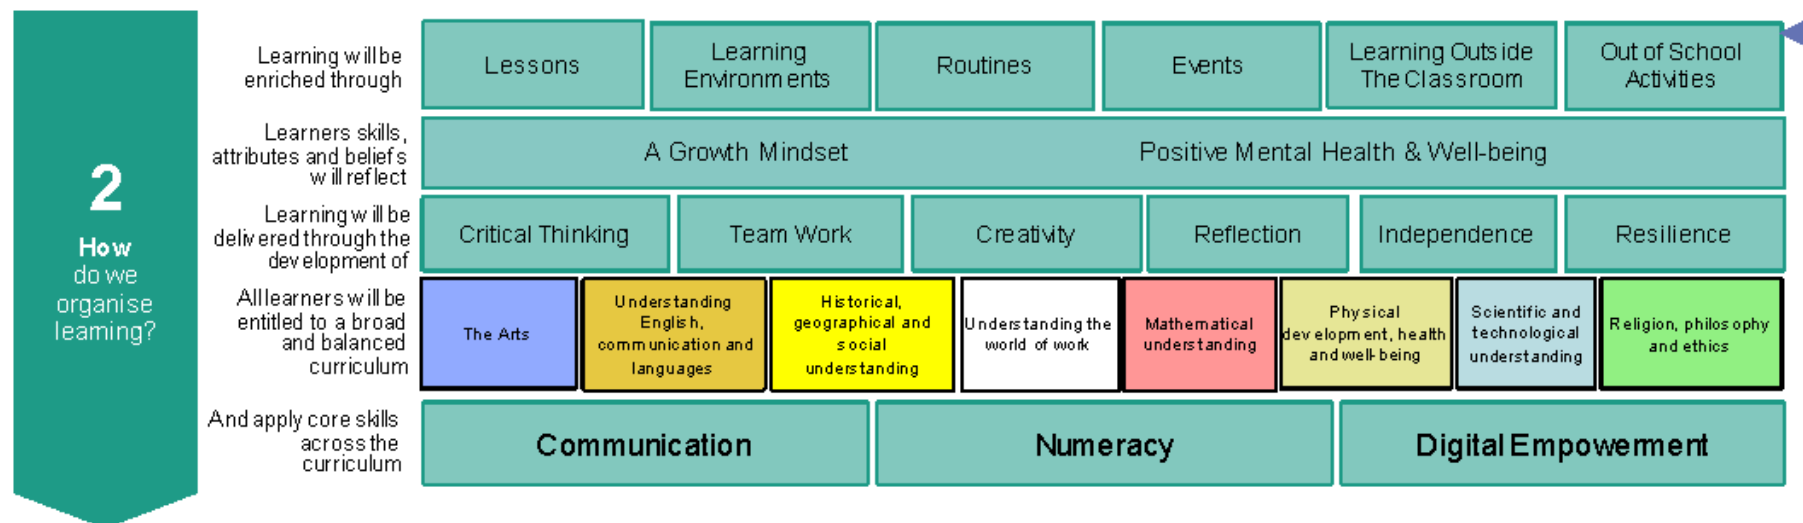 2
How
do we
organise
learning?
Learning will be
enriched through
Lessons
Learning
Environments
Routines
Events
Learning Outside
The Classroom
Out of School
Activities
Learners skills,
attributes and beliefs
will reflect
A Growth Mindset
Positive Mental Health & Well-being
Learning will be
delivered through the
development of
Critical Thinking
Team Work
Creativity
Reflection
Independence
Resilience
All learners will be
entitled to a broad
and balanced
curriculum
The Arts
Understanding
English,
communication and
languages
Historical,
geographical and
social
understanding
Understanding the
world of work
Mathematical
understanding
Physical
development, health
and well-being
Scientific and
technological
understanding
Religion, philosophy
and ethics
And apply core skills
across the
curriculum
Communication
Numeracy
Digital Empowerment